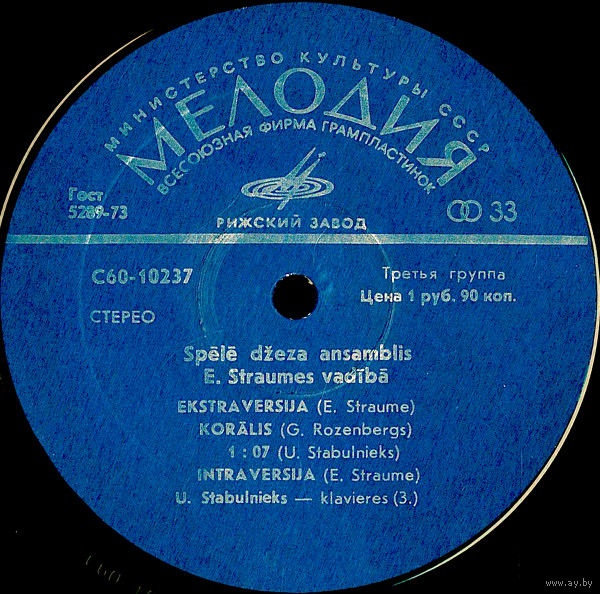 МИНИСТЕРСТВО КУЛЬТУРЫ СССР
МЕЛОДИЯ
ВСЕСОЮЗНАЯ ФИРМА ГРАМПЛАСТИНОК
Гост
5289-73
РИЖСКИЙ ЗАВОД
33
С60-10237
СТЕРЕО
Третья группа
Цена 1 руб. 90 коп.
Spēlē džeza ansamblis
E. Straumes vadībā
EKSTRAVERSIJA (E. Straume)
KORĀLIS (G. Rozenbergs)
1 : 07 (U. Stabulnieks)
INTRAVERSIJA (E. Straume)
U. Stabulnieks — klavieres (3.)
www.ay.by